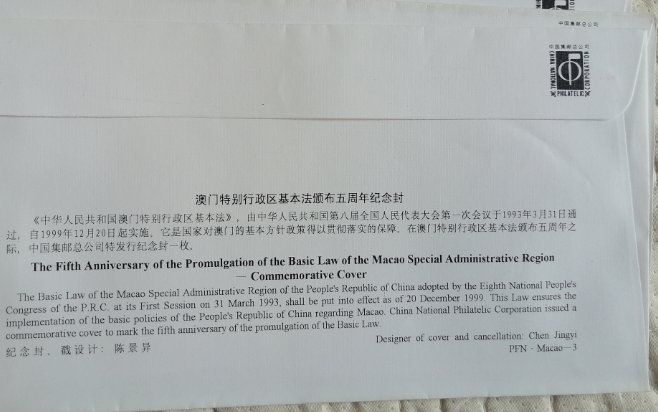 中国集邮总公司
中国集邮总公司
CHINA NATIONAL PHILATELIC CORPORATION
澳门特别行政区基本法颁布五周年纪念封
《中华人民共和国澳门特别行政区基本法》，由中华人民共和国第八届全国人民代表大会第一次会议于1993年3月31日通
过，自1999年12月20日起实施。它是国家对澳门的基本方针政策得以贯彻落实的保障。在澳门特别行政区基本法颁布五周年之
际，中国集邮总公司特发行纪念封一枚。
The Fifth Anniversary of the Promulgation of the Basic Law of the Macao Special Administrative Region
— Commemorative Cover
The Basic Law of the Macao Special Administrative Region of the People's Republic of China adopted by the Eighth National People's
Congress of the P.R.C. at its First Session on 31 March 1993, shall be put into effect as of 20 December 1999. This Law ensures the
implementation of the basic policies of the People's Republic of China regarding Macao. China National Philatelic Corporation issued a
commemorative cover to mark the fifth anniversary of the promulgation of the Basic Law.
Designer of cover and cancellation: Chen Jingyi
纪念封、戳设计：陈景异
PFN · Macao—3